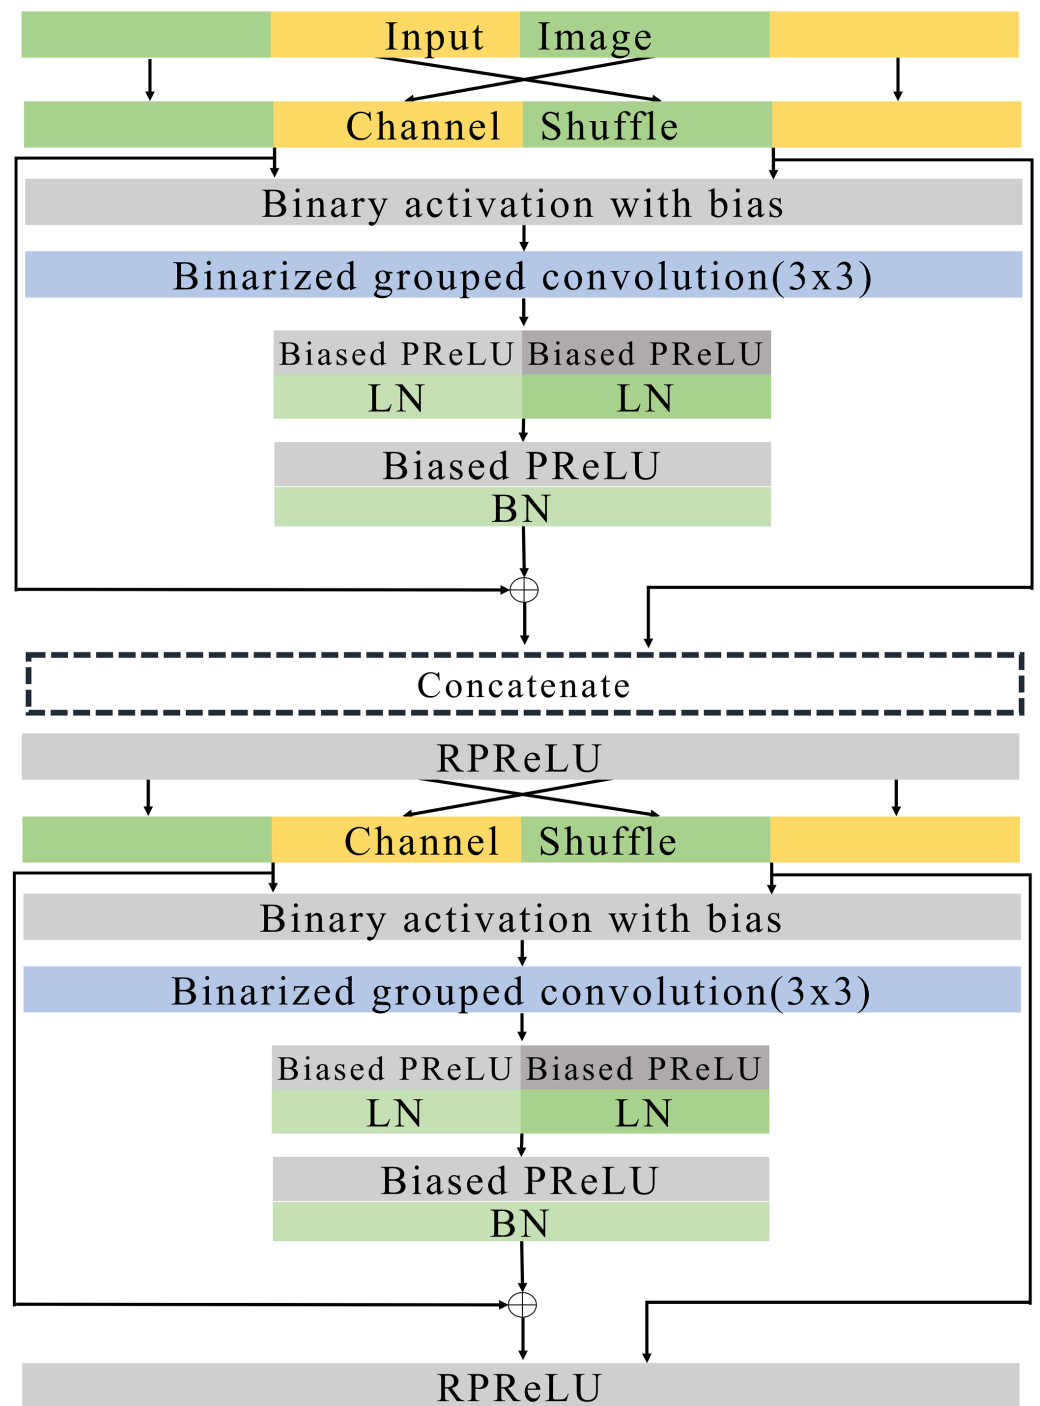 Input Image
Channel Shuffle
Binary activation with bias
Binarized grouped convolution(3x3)
Biased PReLU Biased PReLU
LN LN
Biased PReLU
BN
Concatenate
RPReLU
Channel Shuffle
Binary activation with bias
Binarized grouped convolution(3x3)
Biased PReLU Biased PReLU
LN LN
Biased PReLU
BN
RPReLU